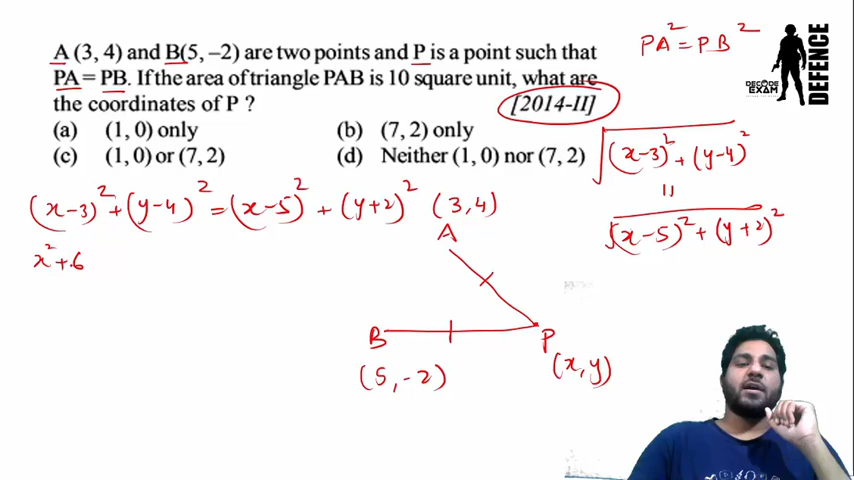 A (3, 4) and B(5, –2) are two points and P is a point such that
PA = PB. If the area of triangle PAB is 10 square unit, what are
the coordinates of P ?
[2014-II]
(a) (1, 0) only
(b) (7, 2) only
(c) (1, 0) or (7, 2)
(d) Neither (1, 0) nor (7, 2)
PA² = PB²
DECODE
EXAM
DEFENCE
√(x-3)² + (y-4)²
=
√(x-5)² + (y+2)²
(x-3)² + (y-4)² = (x-5)² + (y+2)²
x² + 6
(3,4)
A
B
P
(5,-2)
(x,y)